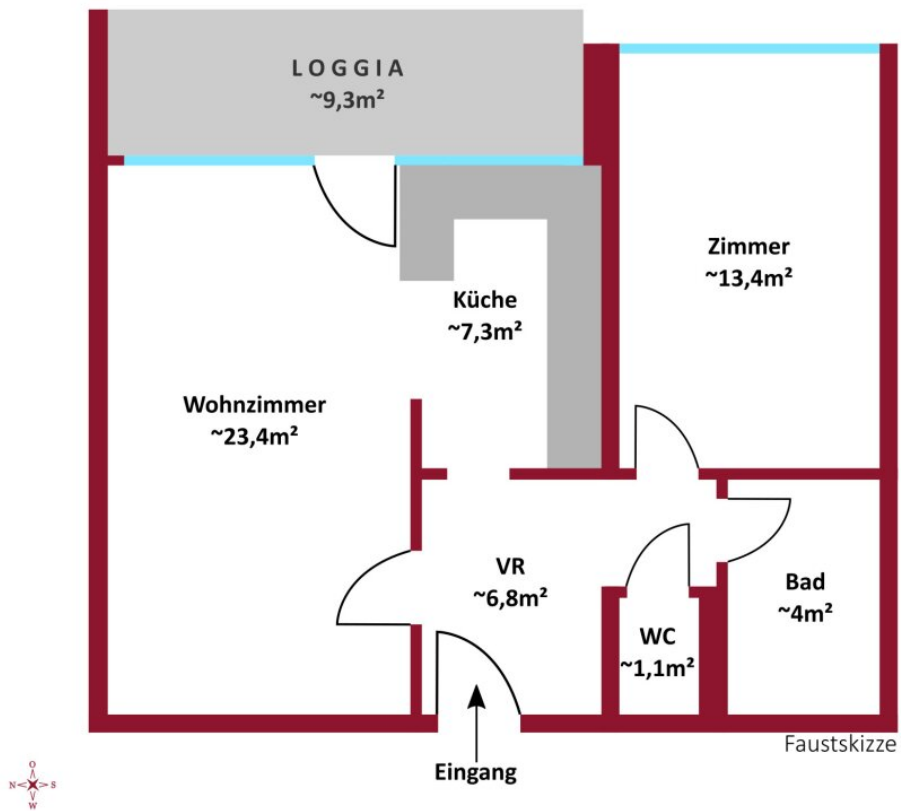 L O G G I A
~9,3m²
Zimmer
~13,4m²
Küche
~7,3m²
Wohnzimmer
~23,4m²
VR
~6,8m²
Bad
~4m²
WC
~1,1m²
Faustskizze
Eingang
O
N S
W